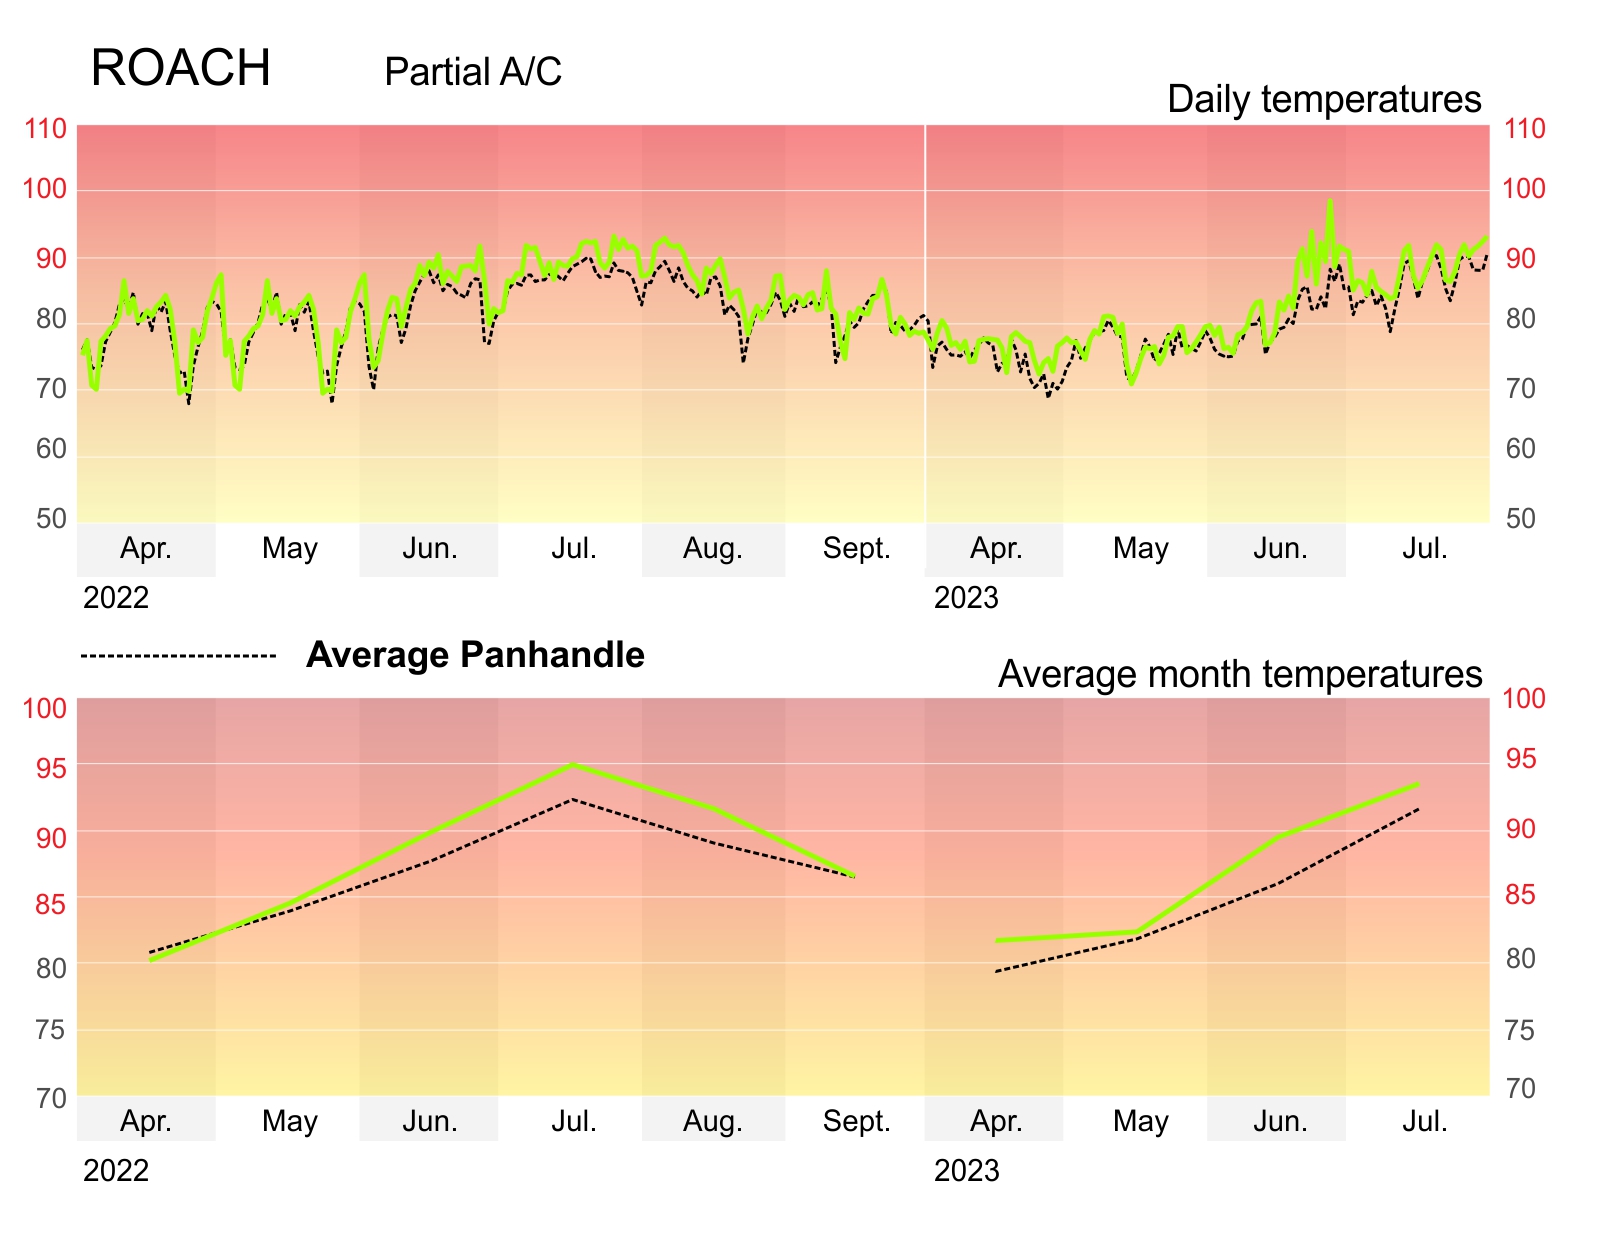 ROACH Partial A/C
Daily temperatures
110 110
100 100
90 90
80 80
70 70
60 60
50 50
Apr. May Jun. Jul. Aug. Sept. Apr. May Jun. Jul.
2022 2023
Average Panhandle
Average month temperatures
100 100
95 95
90 90
85 85
80 80
75 75
70 70
Apr. May Jun. Jul. Aug. Sept. Apr. May Jun. Jul.
2022 2023